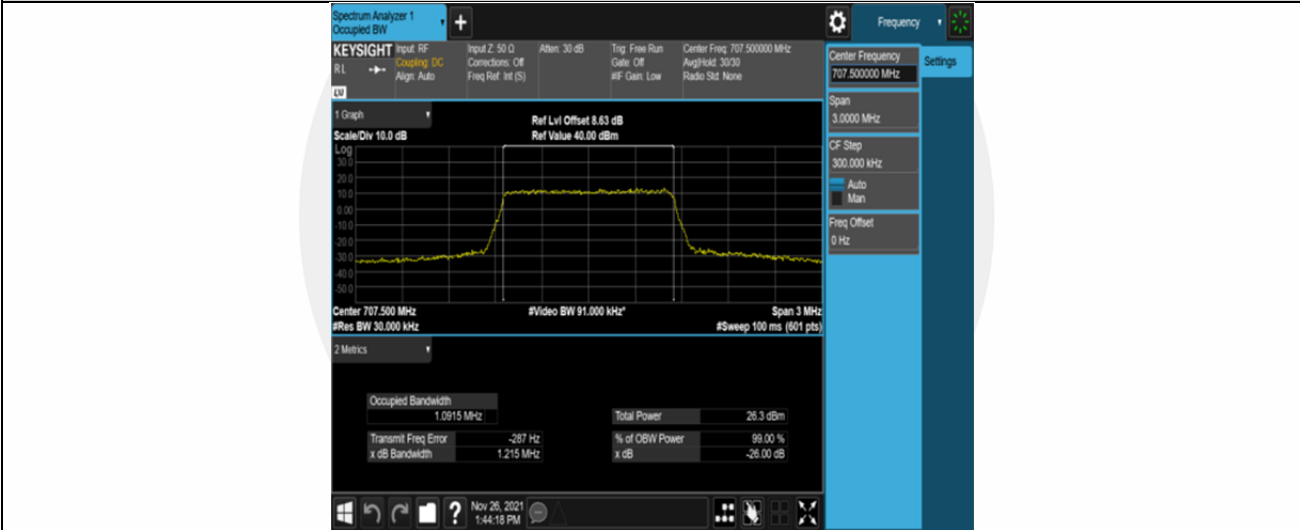 Spectrum Analyzer 1
Occupied BW
+
Frequency
KEYSIGHT
Input: RF
Coupling: DC
Align: Auto
Input Z: 50 Ω
Corrections: Off
Freq Ref: Int (S)
Atten: 30 dB
Trig: Free Run
Gate: Off
#IF Gain: Low
Center Freq: 707.500000 MHz
Avg|Hold: 30/30
Radio Std: None
RL
LXI
Center Frequency
707.500000 MHz
Settings
Span
3.0000 MHz
CF Step
300.000 kHz
Auto
Man
Freq Offset
0 Hz
1 Graph
Scale/Div 10.0 dB
Ref Lvl Offset 8.63 dB
Ref Value 40.00 dBm
Log
30.0
20.0
10.0
0.00
-10.0
-20.0
-30.0
-40.0
-50.0
Center 707.500 MHz
#Video BW 91.000 kHz*
Span 3 MHz
#Res BW 30.000 kHz
#Sweep 100 ms (601 pts)
2 Metrics
Occupied Bandwidth
1.0915 MHz
Total Power 26.3 dBm
Transmit Freq Error -287 Hz
% of OBW Power 99.00 %
x dB Bandwidth 1.215 MHz
x dB -26.00 dB
?
Nov 26, 2021
1:44:18 PM